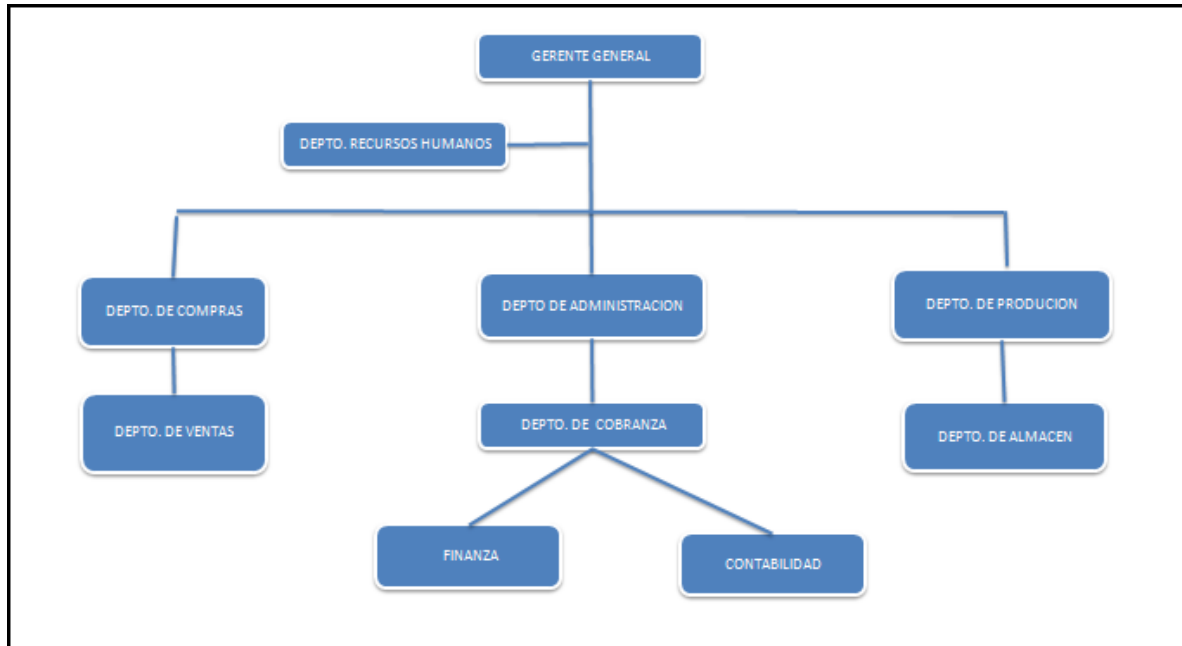 GERENTE GENERAL
DEPTO. RECURSOS HUMANOS
DEPTO. DE COMPRAS
DEPTO DE ADMINISTRACION
DEPTO. DE PRODUCION
DEPTO. DE VENTAS
DEPTO. DE COBRANZA
DEPTO. DE ALMACEN
FINANZA
CONTABILIDAD